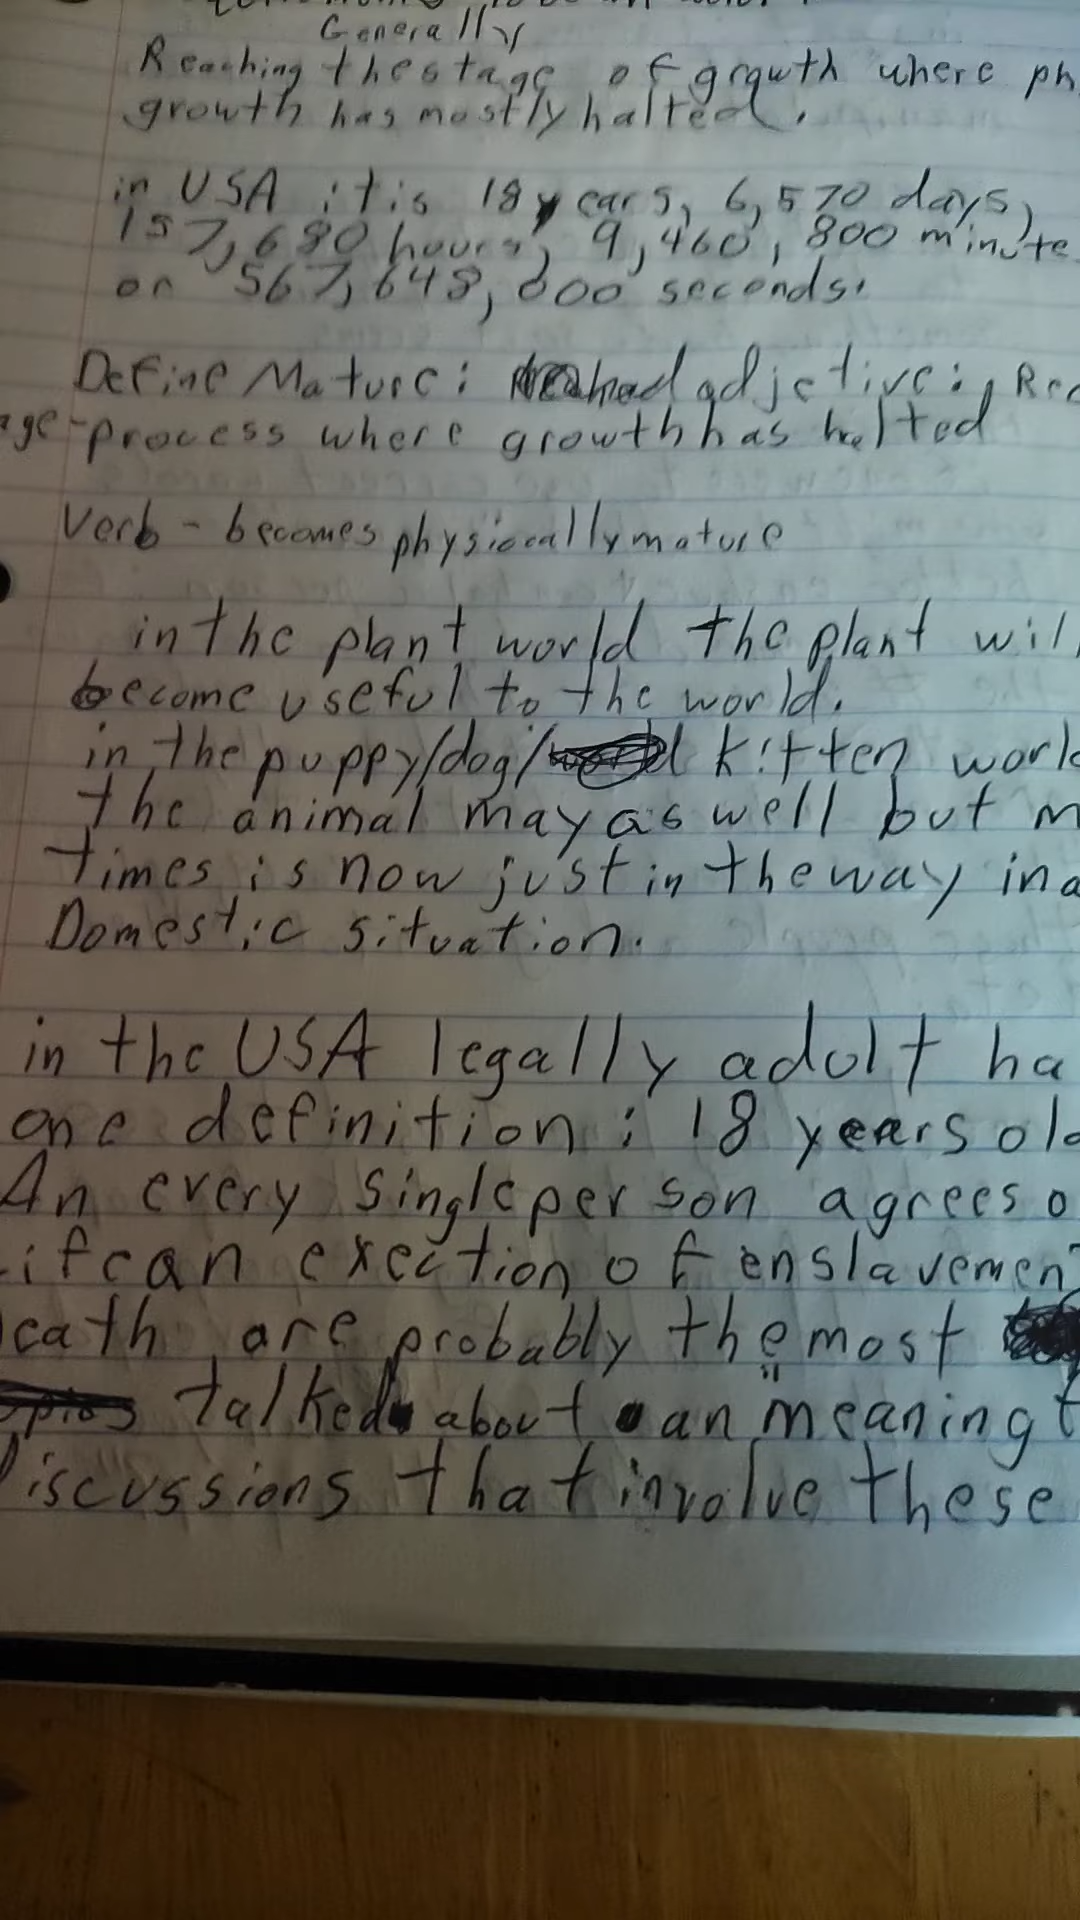 Generally
Reaching the stage of growth where ph
growth has mostly halted.
in USA it is 18 years, 6,570 days,
157,680 hours, 9,460,800 minute
or 567,648,000 seconds.
Define Mature: adjetive: Rea
age-process where growth has halted
Verb - becomes physically mature
in the plant world the plant wil
become useful to the world.
in the puppy/dog/ kitten worl
the animal may as well but m
times is now just in the way in a
Domestic situation.
in the USA legally adult ha
one definition: 18 years old
An every single person agrees o
if can exection of enslavement
eath are probably the most
talked about an meaning
iscussions that involve these